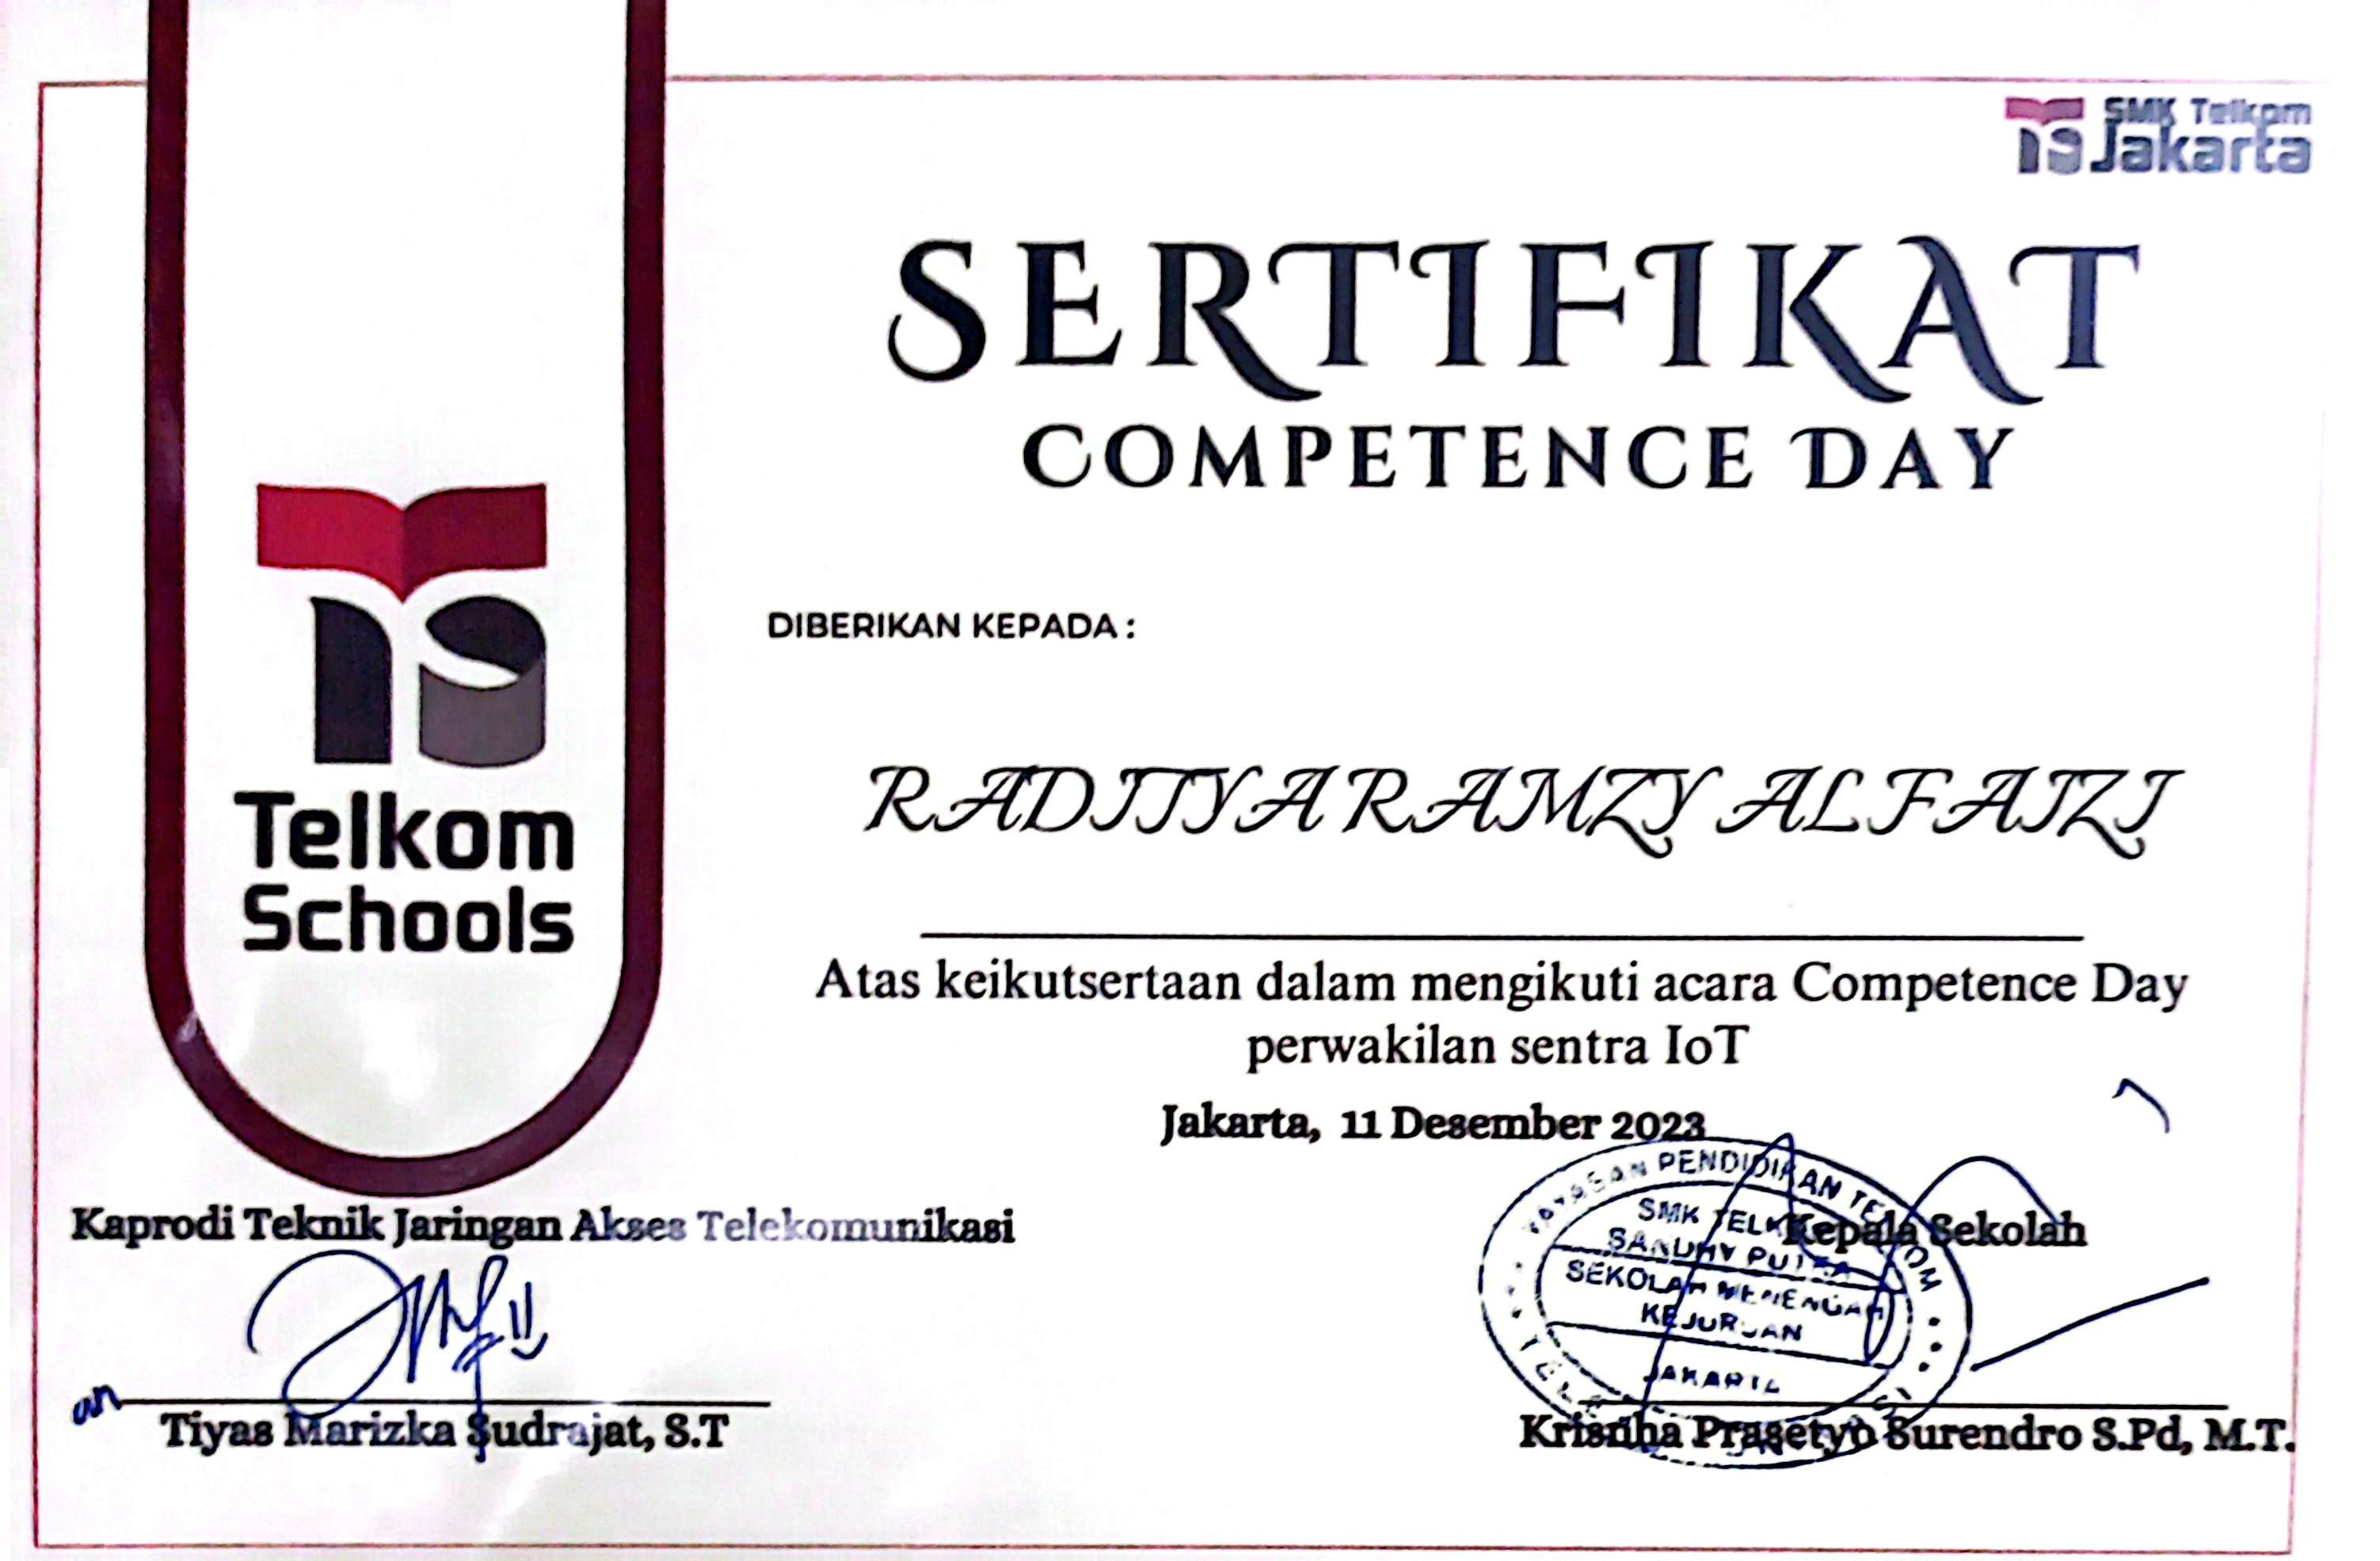 SMK Telkom
Jakarta
SERTIFIKAT
COMPETENCE DAY
DIBERIKAN KEPADA :
RADITYA RAMZY ALFAIZI
Telkom
Schools
Atas keikutsertaan dalam mengikuti acara Competence Day
perwakilan sentra IoT
Jakarta, 11 Desember 2023
Kaprodi Teknik Jaringan Akses Telekomunikasi
Kepala Sekolah
YAYASAN PENDIDIKAN TELKOM
SMK TELKOM
SANDHY PUTRA
SEKOLAH MENENGAH
KEJURUAN
JAKARTA
an
Tiyas Marizka Sudrajat, S.T
Krisnha Prasetyo Surendro S.Pd, M.T.